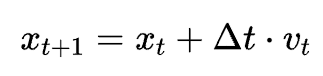 x_{t+1} = x_t + Δt · v_t